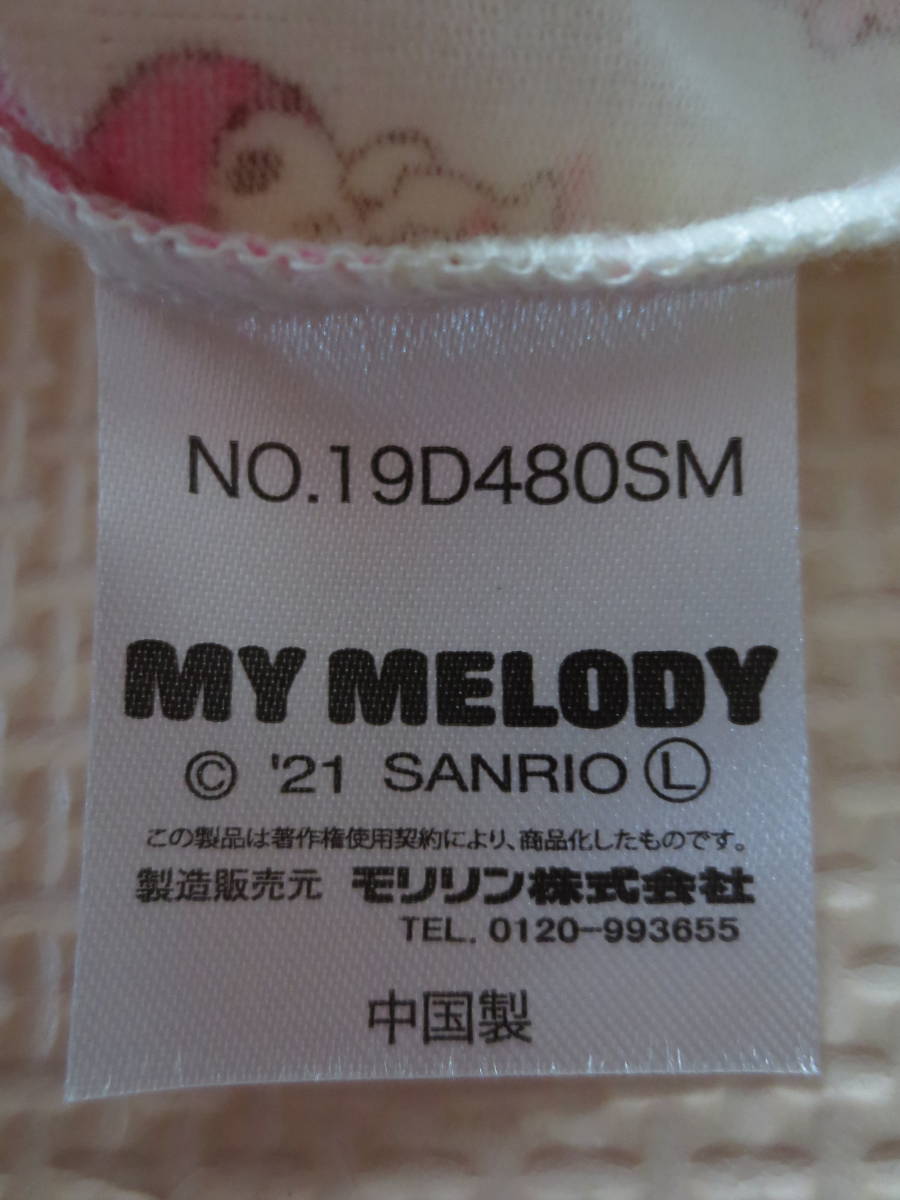 NO.19D480SM
MY MELODY
© '21 SANRIO Ⓛ
この製品は著作権使用契約により、商品化したものです。
製造販売元 モリリン株式会社
TEL. 0120-993655
中国製